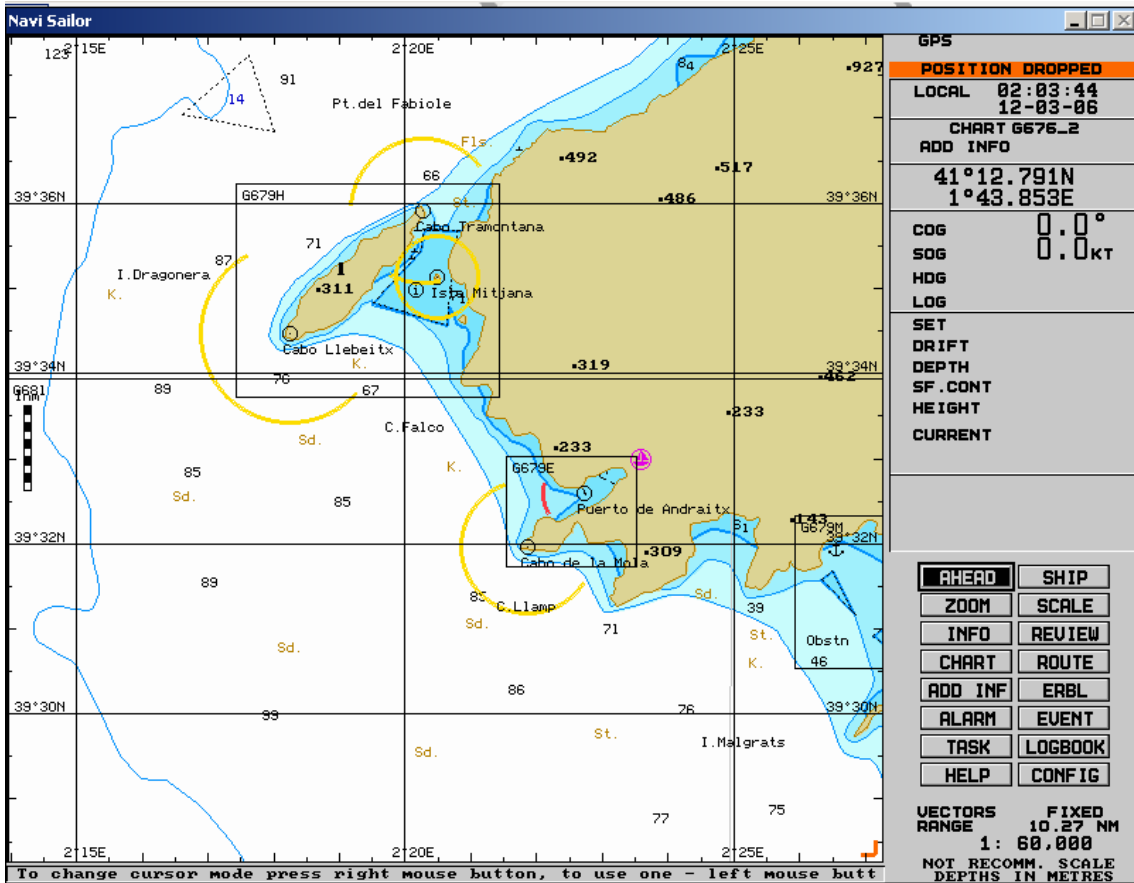 Navi Sailor
2°15E
2°20E
2°25E
123
91
84
927
14
Pt.del Fabiole
Fls.
492
517
66
G679H
486
39°36N
39°36N
St.
Cabo Tramontana
71
87
I.Dragonera
I
K.
311
Isla Mitjana
Cabo Llebeitx
K.
319
39°34N
39°34N
462
76
67
89
G681
1nm
233
C.Falco
Sd.
233
K.
G679E
85
Sd.
85
Puerto de Andraitx
143
51
G679M
39°32N
39°32N
309
Cabo de la Mola
89
85
C.Llamp
Sd.
39
Sd.
71
St.
Obstn
Sd.
K.
46
86
39°30N
39°30N
99
76
St.
I.Malgrats
Sd.
75
77
2°15E
2°20E
2°25E
To change cursor mode press right mouse button, to use one - left mouse butt
GPS
POSITION DROPPED
LOCAL 02:03:44
12-03-06
CHART G676_2
ADD INFO
41°12.791N
1°43.853E
COG 0.0°
SOG 0.0KT
HDG
LOG
SET
DRIFT
DEPTH
SF.CONT
HEIGHT
CURRENT
AHEAD SHIP
ZOOM SCALE
INFO REVIEW
CHART ROUTE
ADD INF ERBL
ALARM EVENT
TASK LOGBOOK
HELP CONFIG
VECTORS FIXED
RANGE 10.27 NM
1: 60,000
NOT RECOMM. SCALE
DEPTHS IN METRES